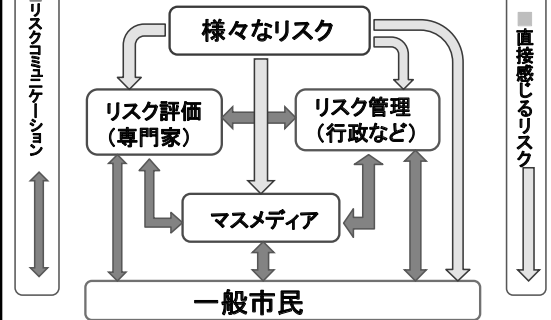 ■リスクコミュニケーション
様々なリスク
■直接感じるリスク
リスク評価
（専門家）
リスク管理
（行政など）
マスメディア
一般市民